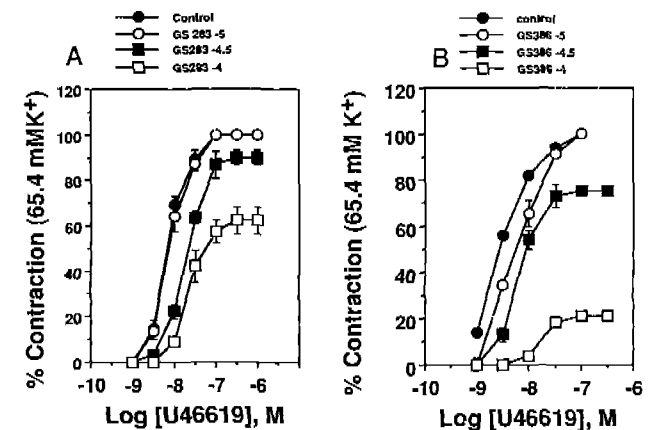 Control
GS 283 -5
GS283 -4.5
GS283 -4
A
120
100
80
60
40
20
0
% Contraction (65.4 mMK+)
-10 -9 -8 -7 -6 -5
Log [U46619], M
control
GS386 -5
GS386 -4.5
GS386 -4
B
120
100
80
60
40
20
0
% Contraction (65.4 mM K+)
-10 -9 -8 -7 -6
Log [U46619], M